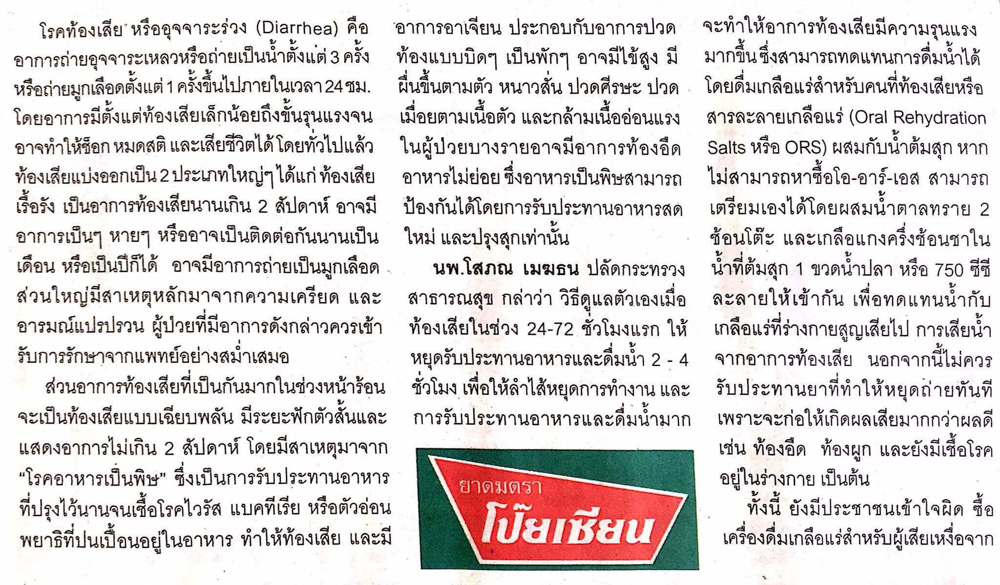 โรคท้องเสีย หรืออุจจาระร่วง (Diarrhea) คือ
อาการถ่ายอุจจาระเหลวหรือถ่ายเป็นน้ำตั้งแต่ 3 ครั้ง
หรือถ่ายมูกเลือดตั้งแต่ 1 ครั้งขึ้นไปภายในเวลา 24 ชม.
โดยอาการมีตั้งแต่ท้องเสียเล็กน้อยถึงขั้นรุนแรงจน
อาจทำให้ช็อก หมดสติ และเสียชีวิตได้ โดยทั่วไปแล้ว
ท้องเสียแบ่งออกเป็น 2 ประเภทใหญ่ๆ ได้แก่ ท้องเสีย
เรื้อรัง เป็นอาการท้องเสียนานเกิน 2 สัปดาห์ อาจมี
อาการเป็นๆ หายๆ หรืออาจเป็นติดต่อกันนานเป็น
เดือน หรือเป็นปีก็ได้ อาจมีอาการถ่ายเป็นมูกเลือด
ส่วนใหญ่มีสาเหตุหลักมาจากความเครียด และ
อารมณ์แปรปรวน ผู้ป่วยที่มีอาการดังกล่าวควรเข้า
รับการรักษาจากแพทย์อย่างสม่ำเสมอ
ส่วนอาการท้องเสียที่เป็นกันมากในช่วงหน้าร้อน
จะเป็นท้องเสียแบบเฉียบพลัน มีระยะฟักตัวสั้นและ
แสดงอาการไม่เกิน 2 สัปดาห์ โดยมีสาเหตุมาจาก
“โรคอาหารเป็นพิษ” ซึ่งเป็นการรับประทานอาหาร
ที่ปรุงไว้นานจนเชื้อโรคไวรัส แบคทีเรีย หรือตัวอ่อน
พยาธิที่ปนเปื้อนอยู่ในอาหาร ทำให้ท้องเสีย และมี
อาการอาเจียน ประกอบกับอาการปวด
ท้องแบบบิดๆ เป็นพักๆ อาจมีไข้สูง มี
ผื่นขึ้นตามตัว หนาวสั่น ปวดศีรษะ ปวด
เมื่อยตามเนื้อตัว และกล้ามเนื้ออ่อนแรง
ในผู้ป่วยบางรายอาจมีอาการท้องอืด
อาหารไม่ย่อย ซึ่งอาหารเป็นพิษสามารถ
ป้องกันได้โดยการรับประทานอาหารสด
ใหม่ และปรุงสุกเท่านั้น
นพ.โสภณ เมฆธน ปลัดกระทรวง
สาธารณสุข กล่าวว่า วิธีดูแลตัวเองเมื่อ
ท้องเสียในช่วง 24-72 ชั่วโมงแรก ให้
หยุดรับประทานอาหารและดื่มน้ำ 2 - 4
ชั่วโมง เพื่อให้ลำไส้หยุดการทำงาน และ
การรับประทานอาหารและดื่มน้ำมาก
ยาดมตรา
โป๊ยเซียน
จะทำให้อาการท้องเสียมีความรุนแรง
มากขึ้น ซึ่งสามารถทดแทนการดื่มน้ำได้
โดยดื่มเกลือแร่สำหรับคนที่ท้องเสียหรือ
สารละลายเกลือแร่ (Oral Rehydration
Salts หรือ ORS) ผสมกับน้ำต้มสุก หาก
ไม่สามารถหาซื้อโอ-อาร์-เอส สามารถ
เตรียมเองได้โดยผสมน้ำตาลทราย 2
ช้อนโต๊ะ และเกลือแกงครึ่งช้อนชาใน
น้ำที่ต้มสุก 1 ขวดน้ำปลา หรือ 750 ซีซี
ละลายให้เข้ากัน เพื่อทดแทนน้ำกับ
เกลือแร่ที่ร่างกายสูญเสียไป การเสียน้ำ
จากอาการท้องเสีย นอกจากนี้ไม่ควร
รับประทานยาที่ทำให้หยุดถ่ายทันที
เพราะจะก่อให้เกิดผลเสียมากกว่าผลดี
เช่น ท้องอืด ท้องผูก และยังมีเชื้อโรค
อยู่ในร่างกาย เป็นต้น
ทั้งนี้ ยังมีประชาชนเข้าใจผิด ซื้อ
เครื่องดื่มเกลือแร่สำหรับผู้เสียเหงื่อจาก